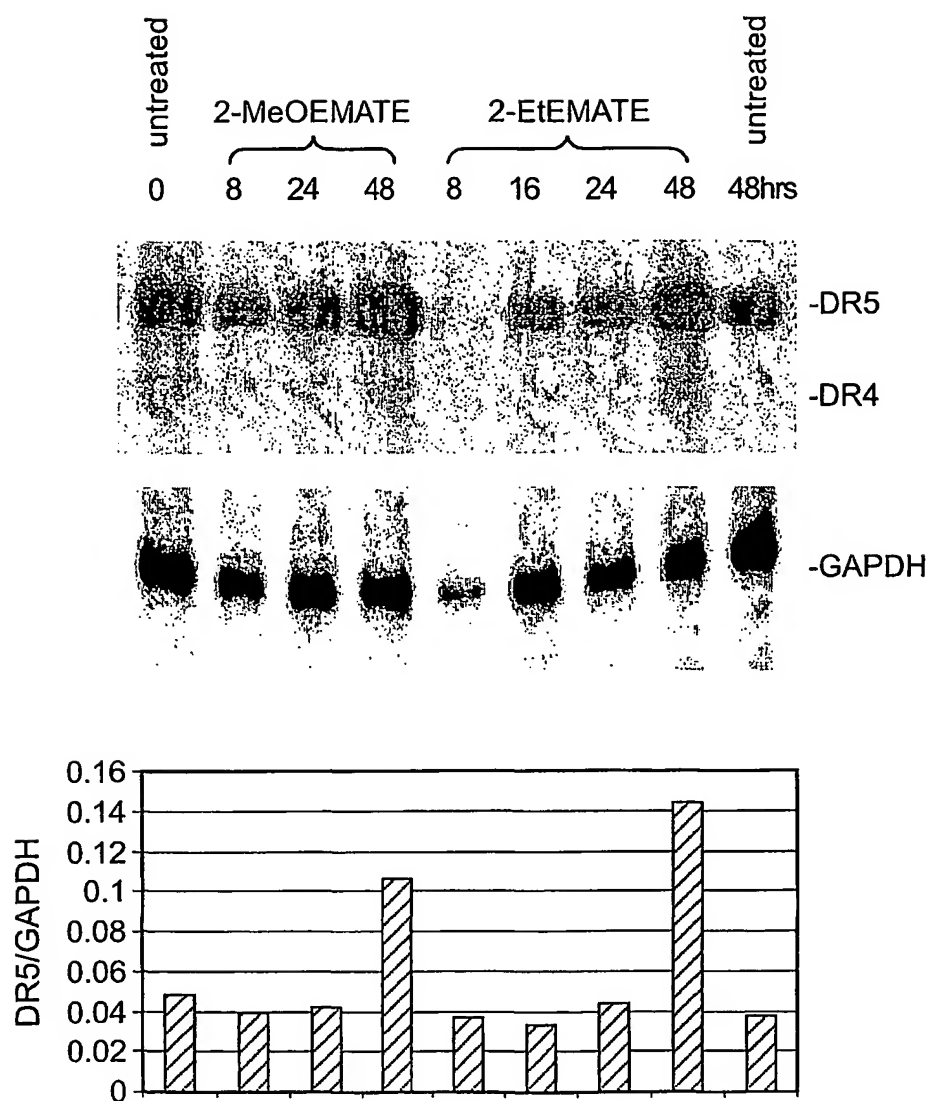 untreated
untreated
2-MeOEMATE
2-EtEMATE
0 8 24 48 8 16 24 48 48hrs
-DR5
-DR4
-GAPDH
0.16
0.14
0.12
0.1
0.08
0.06
0.04
0.02
0
DR5/GAPDH